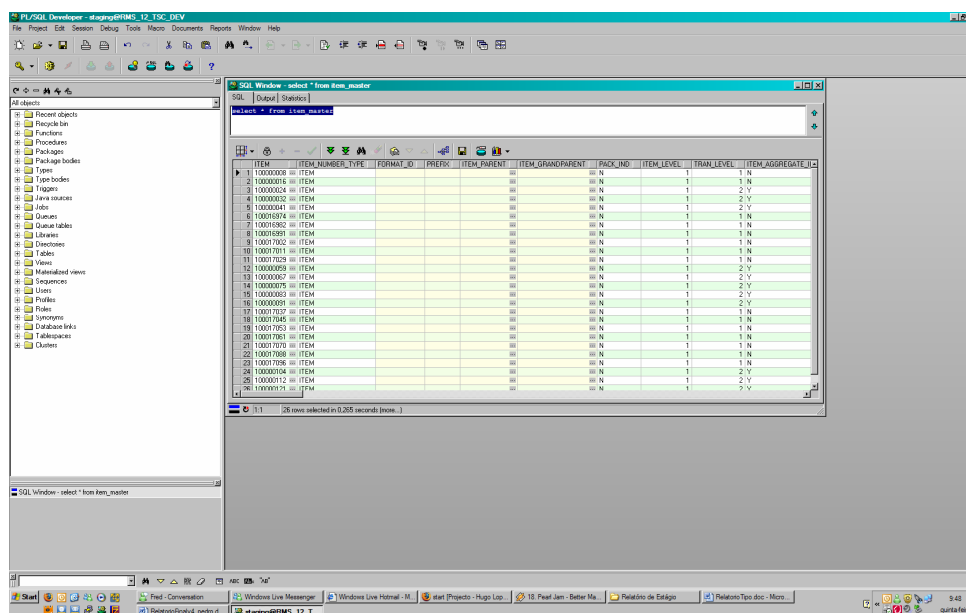 PL/SQL Developer - staging@RMS_12_TSC_DEV
File Project Edit Session Debug Tools Macro Documents Reports Window Help
All objects
Recent objects
Recycle bin
Functions
Procedures
Packages
Package bodies
Types
Type bodies
Triggers
Java sources
Jobs
Queues
Queue tables
Libraries
Directories
Tables
Views
Materialized views
Sequences
Users
Profiles
Roles
Synonyms
Database links
Tablespaces
Clusters
SQL Window - select * from item_master
SQL Output Statistics
select * from item_master
ITEM ITEM_NUMBER_TYPE FORMAT_ID PREFIX ITEM_PARENT ITEM_GRANDPARENT PACK_IND ITEM_LEVEL TRAN_LEVEL
1 100000008 ITEM N 1 1 N
2 100000016 ITEM N 1 1 N
3 100000024 ITEM N 1 2 Y
4 100000032 ITEM N 1 2 Y
5 100000041 ITEM N 1 2 Y
6 100016974 ITEM N 1 1 N
7 100016982 ITEM N 1 1 N
8 100016991 ITEM N 1 1 N
9 100017002 ITEM N 1 1 N
10 100017011 ITEM N 1 1 N
11 100017029 ITEM N 1 1 N
12 100000059 ITEM N 1 2 Y
13 100000067 ITEM N 1 2 Y
14 100000075 ITEM N 1 2 Y
15 100000083 ITEM N 1 2 Y
16 100000091 ITEM N 1 2 Y
17 100017037 ITEM N 1 1 N
18 100017045 ITEM N 1 1 N
19 100017053 ITEM N 1 1 N
20 100017061 ITEM N 1 1 N
21 100017070 ITEM N 1 1 N
22 100017088 ITEM N 1 1 N
23 100017096 ITEM N 1 1 N
24 100000104 ITEM N 1 2 Y
25 100000112 ITEM N 1 2 Y
26 100000121 ITEM N 1 2 Y
1:1 26 rows selected in 0,265 seconds (more...)
SQL Window - select * from item_master
ABC "AB"
Start Fred - Conversation Windows Live Messenger Windows Live Hotmail - M... start [Projecto - Hugo Lop... 18. Pearl Jam - Better Ma... Relatório de Estágio RelatorioTipo.doc - Micro... 9:48
RelatorioFinalv4_pedro.d... staging@RMS_12_T... quinta-feira